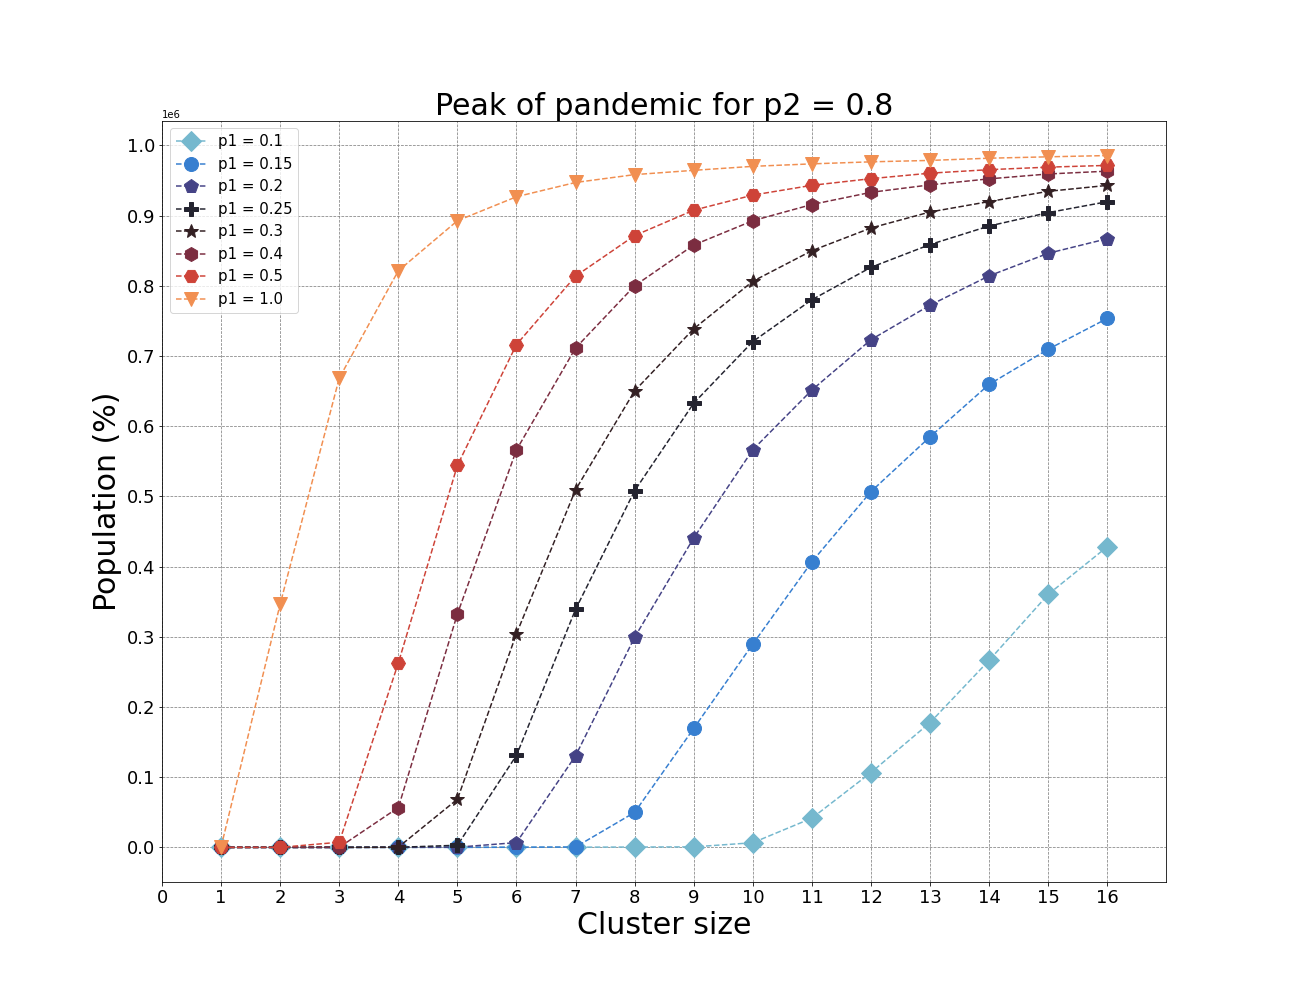 Peak of pandemic for p2 = 0.8
1e6
1.0
0.9
0.8
0.7
0.6
0.5
0.4
0.3
0.2
0.1
0.0
p1 = 0.1
p1 = 0.15
p1 = 0.2
p1 = 0.25
p1 = 0.3
p1 = 0.4
p1 = 0.5
p1 = 1.0
Population (%)
0 1 2 3 4 5 6 7 8 9 10 11 12 13 14 15 16
Cluster size